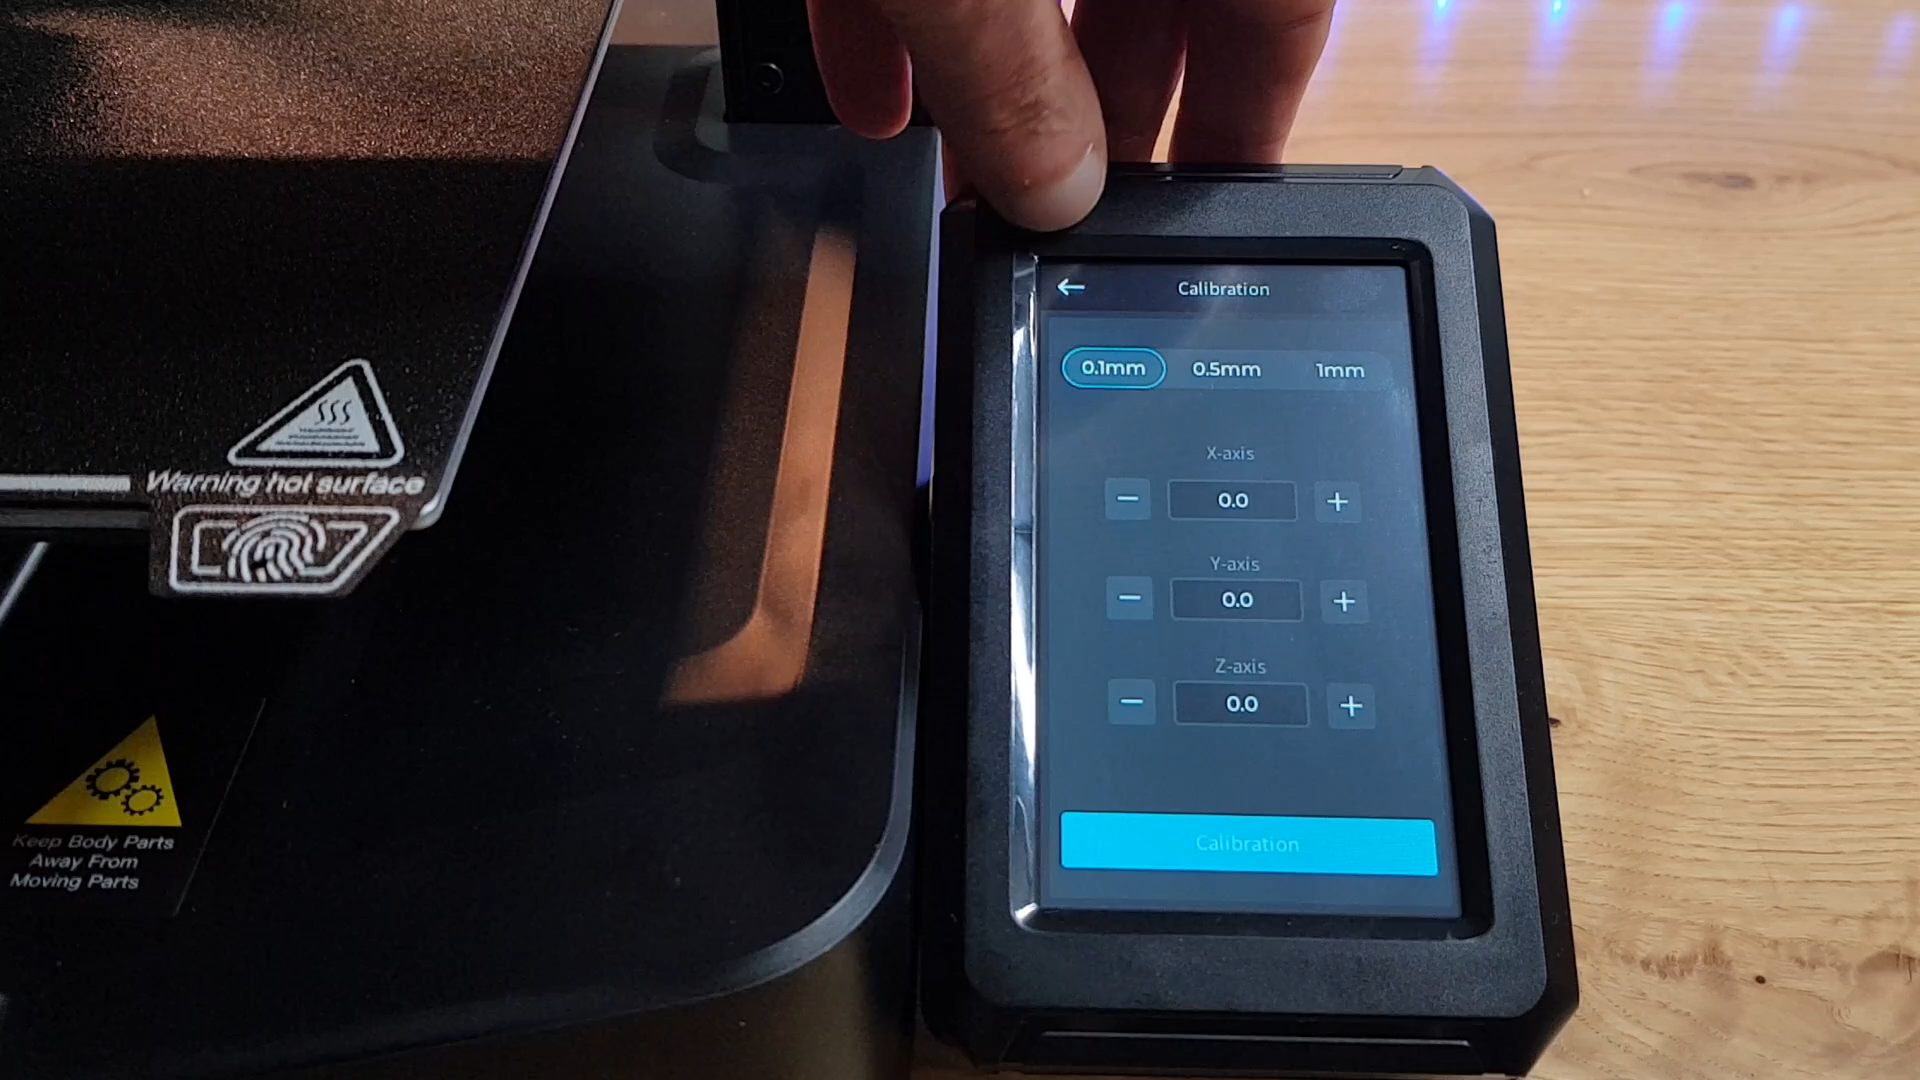 Warning hot surface
Keep Body Parts
Away From
Moving Parts
Calibration
0.1mm 0.5mm 1mm
X-axis
− 0.0 +
Y-axis
− 0.0 +
Z-axis
− 0.0 +
Calibration